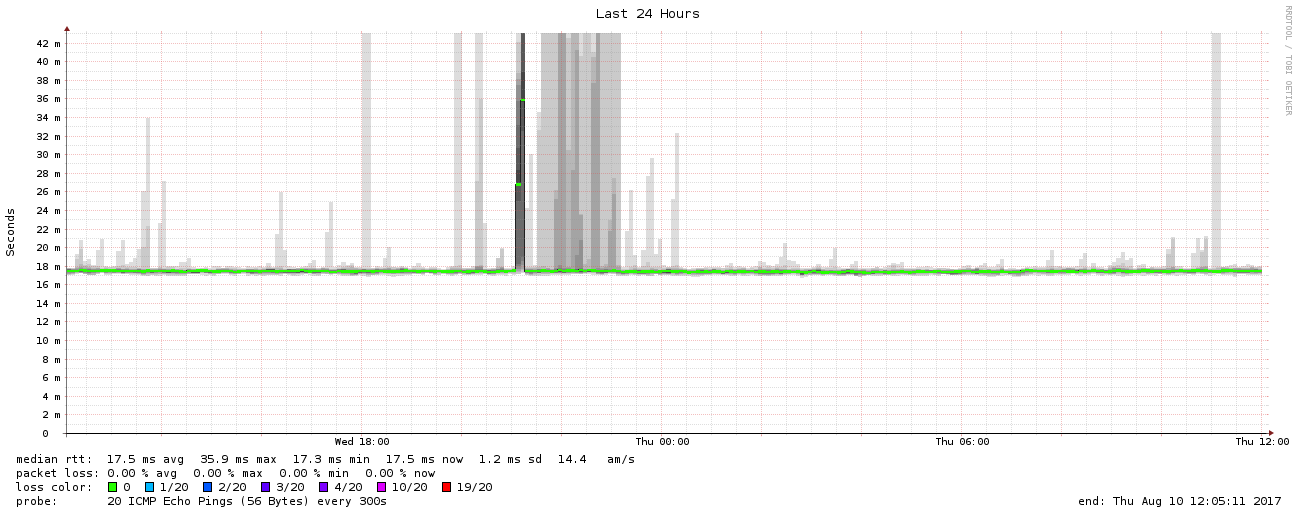 Last 24 Hours
RRDTOOL / TOBI OETIKER
Seconds
42 m
40 m
38 m
36 m
34 m
32 m
30 m
28 m
26 m
24 m
22 m
20 m
18 m
16 m
14 m
12 m
10 m
8 m
6 m
4 m
2 m
0
Wed 18:00 Thu 00:00 Thu 06:00 Thu 12:00
median rtt: 17.5 ms avg 35.9 ms max 17.3 ms min 17.5 ms now 1.2 ms sd 14.4 am/s
packet loss: 0.00 % avg 0.00 % max 0.00 % min 0.00 % now
loss color: 0 1/20 2/20 3/20 4/20 10/20 19/20
probe: 20 ICMP Echo Pings (56 Bytes) every 300s end: Thu Aug 10 12:05:11 2017